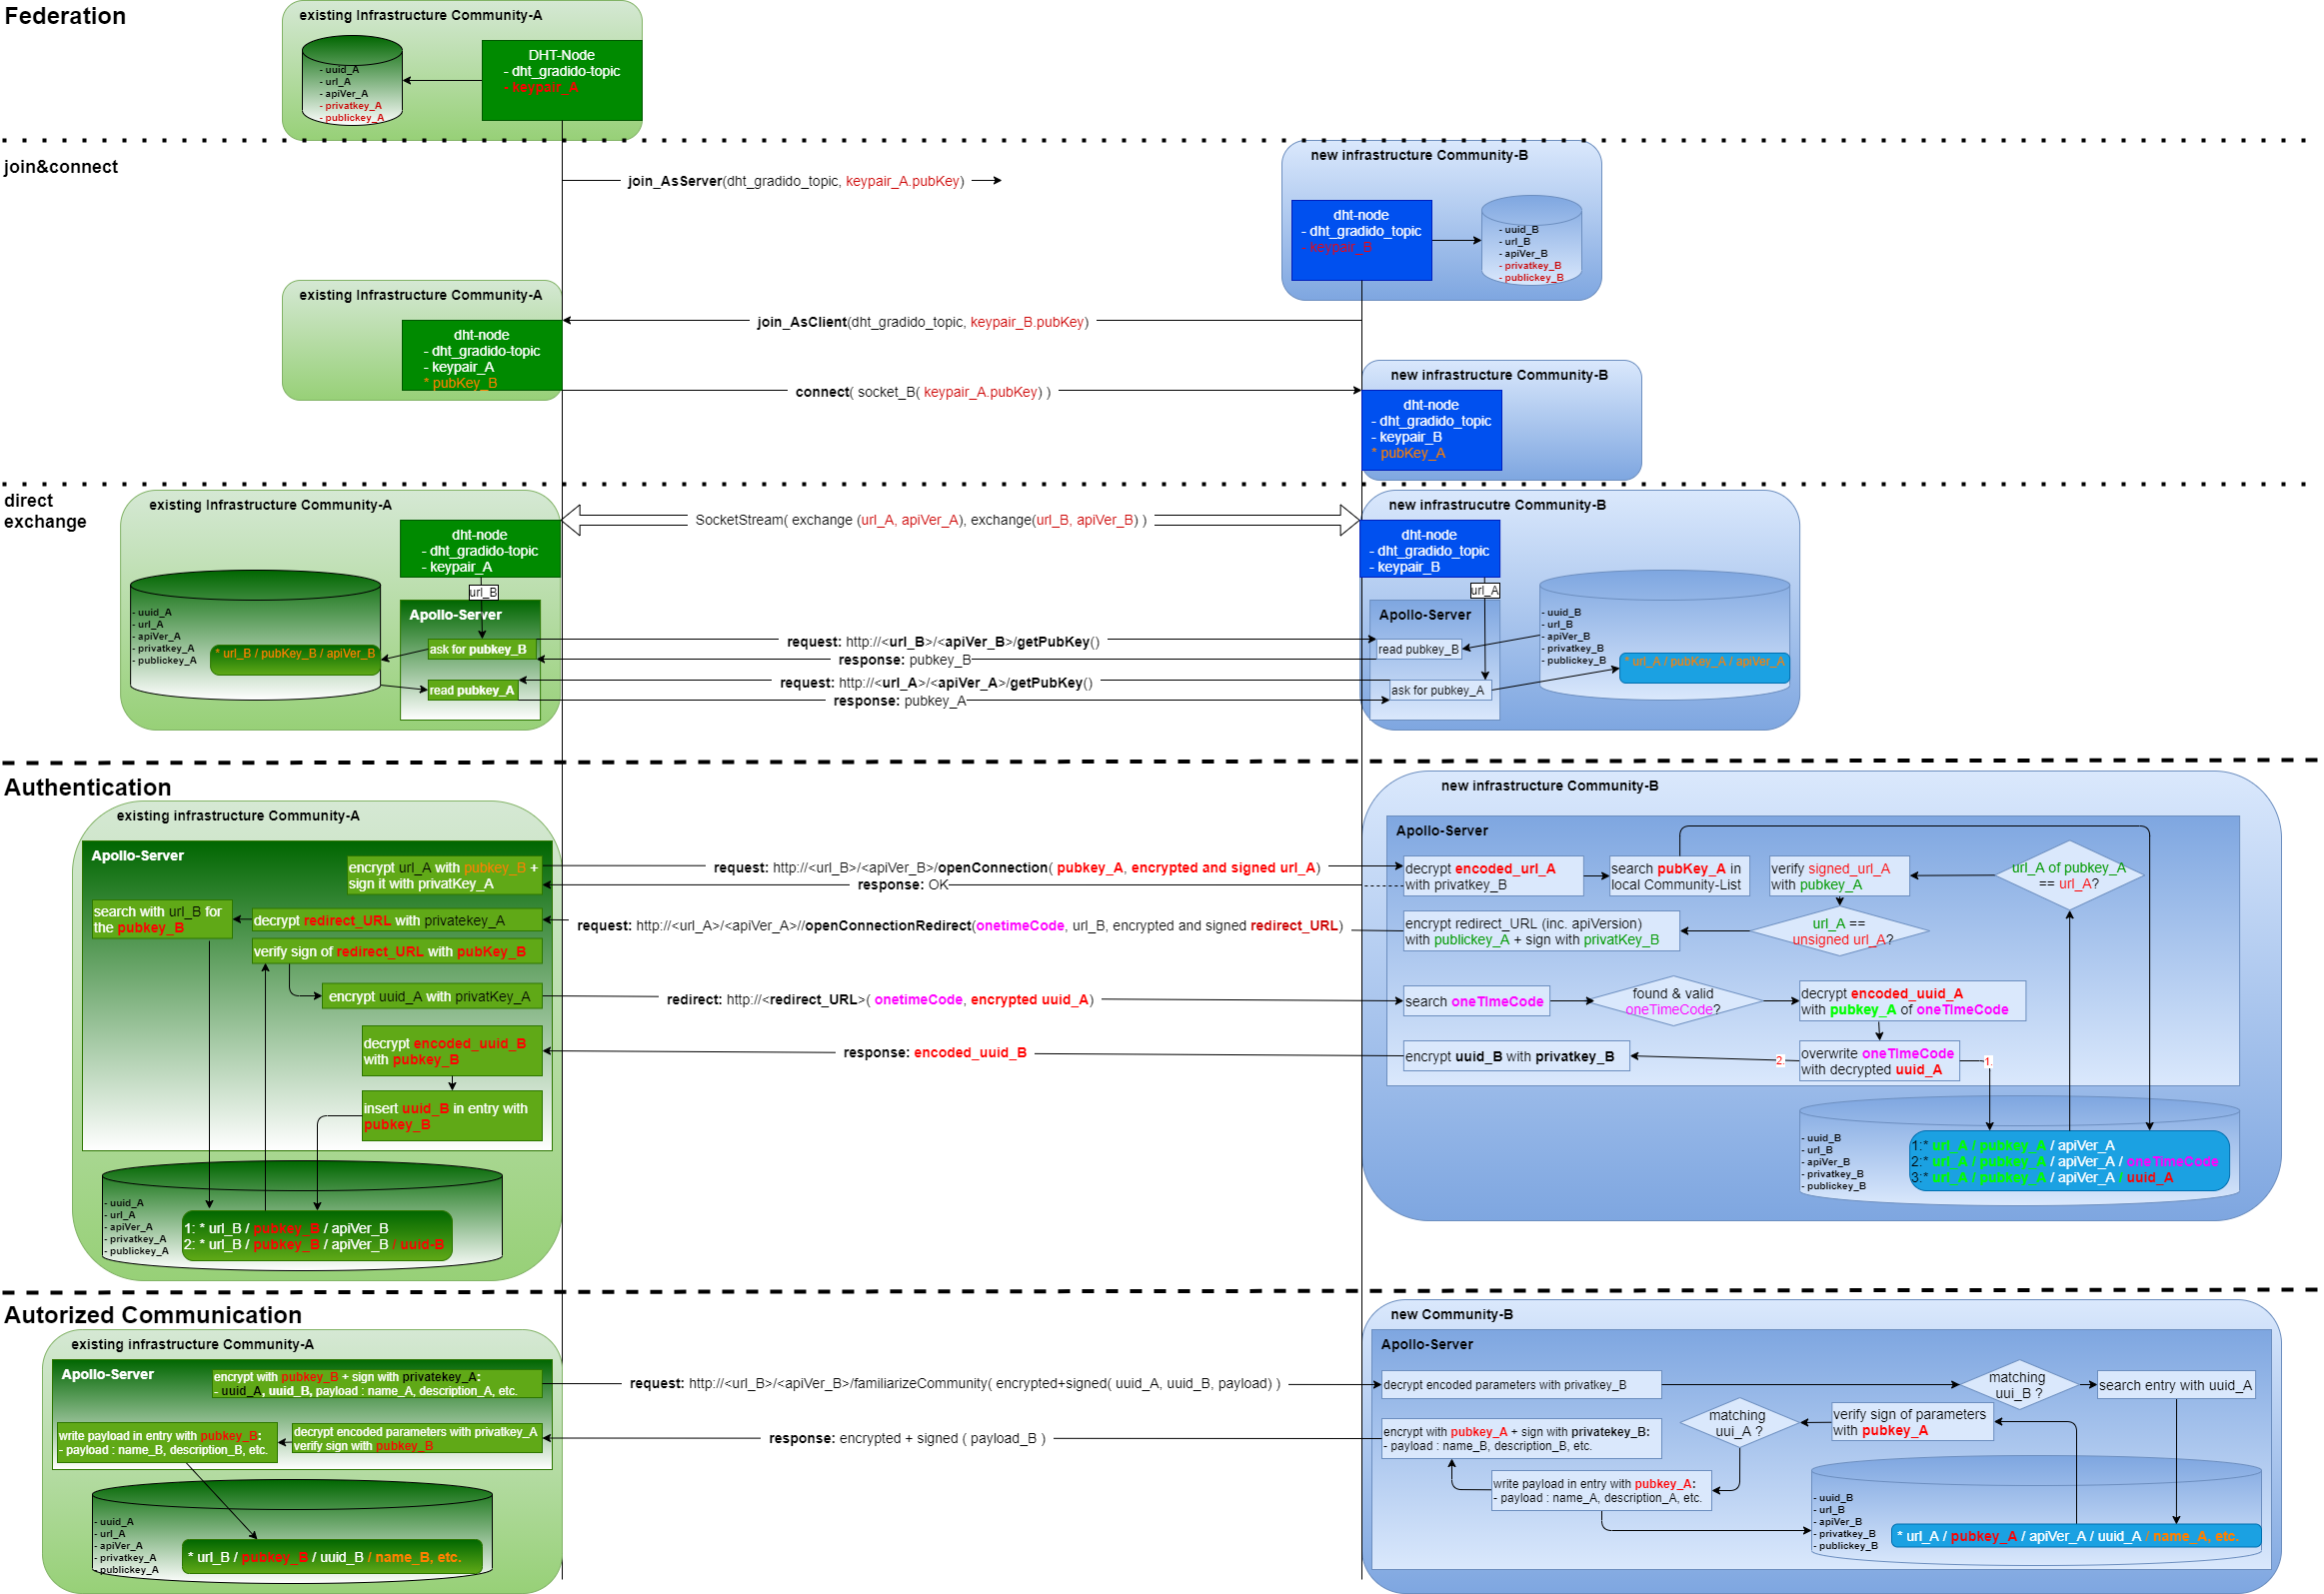 Federation
existing Infrastructure Community-A
- uuid_A
- url_A
- apiVer_A
- privatkey_A
- publickey_A
DHT-Node
- dht_gradido-topic
- keypair_A
join&connect
join_AsServer(dht_gradido_topic, keypair_A.pubKey)
new infrastructure Community-B
dht-node
- dht_gradido_topic
- keypair_B
- uuid_B
- url_B
- apiVer_B
- privatkey_B
- publickey_B
existing Infrastructure Community-A
dht-node
- dht_gradido-topic
- keypair_A
* pubKey_B
join_AsClient(dht_gradido_topic, keypair_B.pubKey)
connect( socket_B( keypair_A.pubKey) )
new infrastructure Community-B
dht-node
- dht_gradido_topic
- keypair_B
* pubKey_A
direct
exchange
existing Infrastructure Community-A
dht-node
- dht_gradido-topic
- keypair_A
url_B
- uuid_A
- url_A
- apiVer_A
- privatkey_A
- publickey_A
* url_B / pubKey_B / apiVer_B
Apollo-Server
ask for pubkey_B
read pubkey_A
SocketStream( exchange (url_A, apiVer_A), exchange(url_B, apiVer_B) )
request: http://<url_B>/<apiVer_B>/getPubKey()
response: pubkey_B
request: http://<url_A>/<apiVer_A>/getPubKey()
response: pubkey_A
new infrastrucutre Community-B
dht-node
- dht_gradido_topic
- keypair_B
url_A
Apollo-Server
read pubkey_B
ask for pubkey_A
- uuid_B
- url_B
- apiVer_B
- privatkey_B
- publickey_B
* url_A / pubKey_A / apiVer_A
Authentication
existing infrastructure Community-A
Apollo-Server
encrypt url_A with pubkey_B +
sign it with privatKey_A
search with url_B for
the pubkey_B
decrypt redirect_URL with privatekey_A
verify sign of redirect_URL with pubKey_B
encrypt uuid_A with privatKey_A
decrypt encoded_uuid_B
with pubkey_B
insert uuid_B in entry with
pubkey_B
- uuid_A
- url_A
- apiVer_A
- privatkey_A
- publickey_A
1: * url_B / pubkey_B / apiVer_B
2: * url_B / pubkey_B / apiVer_B / uuid-B
request: http://<url_B>/<apiVer_B>/openConnection( pubkey_A, encrypted and signed url_A)
response: OK
request: http://<url_A>/<apiVer_A>//openConnectionRedirect(onetimeCode, url_B, encrypted and signed redirect_URL)
redirect: http://<redirect_URL>( onetimeCode, encrypted uuid_A)
response: encoded_uuid_B
new infrastructure Community-B
Apollo-Server
decrypt encoded_url_A
with privatkey_B
search pubKey_A in
local Community-List
verify signed_url_A
with pubkey_A
url_A of pubkey_A
== url_A?
encrypt redirect_URL (inc. apiVersion)
with publickey_A + sign with privatKey_B
url_A ==
unsigned url_A?
search oneTImeCode
found & valid
oneTimeCode?
decrypt encoded_uuid_A
with pubkey_A of oneTImeCode
encrypt uuid_B with privatkey_B
2.
overwrite oneTImeCode
with decrypted uuid_A
1.
- uuid_B
- url_B
- apiVer_B
- privatkey_B
- publickey_B
1:* url_A / pubkey_A / apiVer_A
2:* url_A / pubkey_A / apiVer_A / oneTimeCode
3:* url_A / pubkey_A / apiVer_A / uuid_A
Autorized Communication
existing infrastructure Community-A
Apollo-Server
encrypt with pubkey_B + sign with privatekey_A:
- uuid_A, uuid_B, payload : name_A, description_A, etc.
write payload in entry with pubkey_B:
- payload : name_B, description_B, etc.
decrypt encoded parameters with privatkey_A
verify sign with pubkey_B
- uuid_A
- url_A
- apiVer_A
- privatkey_A
- publickey_A
* url_B / pubkey_B / uuid_B / name_B, etc.
request: http://<url_B>/<apiVer_B>/familiarizeCommunity( encrypted+signed( uuid_A, uuid_B, payload) )
response: encrypted + signed ( payload_B )
new Community-B
Apollo-Server
decrypt encoded parameters with privatkey_B
matching
uui_B ?
search entry with uuid_A
encrypt with pubkey_A + sign with privatekey_B:
- payload : name_B, description_B, etc.
matching
uui_A ?
verify sign of parameters
with pubkey_A
write payload in entry with pubkey_A:
- payload : name_A, description_A, etc.
- uuid_B
- url_B
- apiVer_B
- privatkey_B
- publickey_B
* url_A / pubkey_A / apiVer_A / uuid_A / name_A, etc.